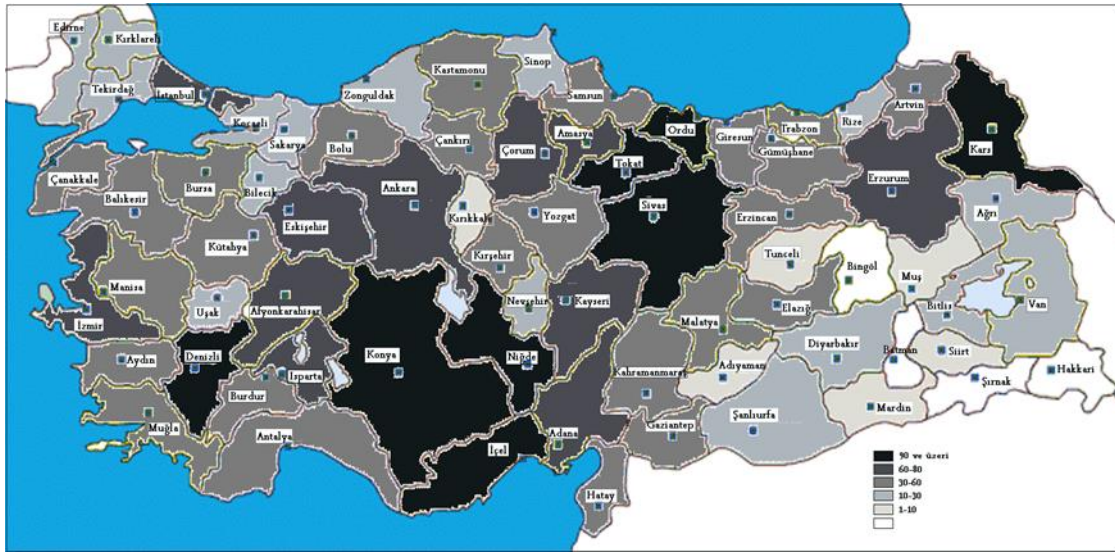 Edirne
Kırklareli
Tekirdağ
İstanbul
Kocaeli
Sakarya
Zonguldak
Kastamonu
Sinop
Samsun
Bolu
Çankırı
Çorum
Amasya
Ordu
Tokat
Giresun
Trabzon
Gümüşhane
Rize
Artvin
Kars
Çanakkale
Balıkesir
Bursa
Bilecik
Eskişehir
Ankara
Kırıkkale
Yozgat
Sivas
Erzincan
Erzurum
Ağrı
Kütahya
Kırşehir
Tunceli
Bingöl
Muş
Manisa
Uşak
Afyonkarahisar
Nevşehir
Kayseri
Malatya
Elazığ
Bitlis
Van
İzmir
Aydın
Denizli
Burdur
Isparta
Konya
Niğde
Kahramanmaraş
Adıyaman
Diyarbakır
Batman
Siirt
Şırnak
Hakkari
Muğla
Antalya
İçel
Adana
Gaziantep
Şanlıurfa
Mardin
Hatay
90 ve üzeri
60-80
30-60
10-30
1-10